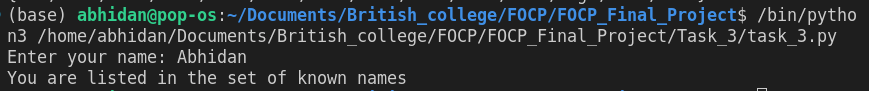 (base) abhidan@pop-os:~/Documents/British_college/FOCP/FOCP_Final_Project$ /bin/pytho
n3 /home/abhidan/Documents/British_college/FOCP/FOCP_Final_Project/Task_3/task_3.py
Enter your name: Abhidan
You are listed in the set of known names